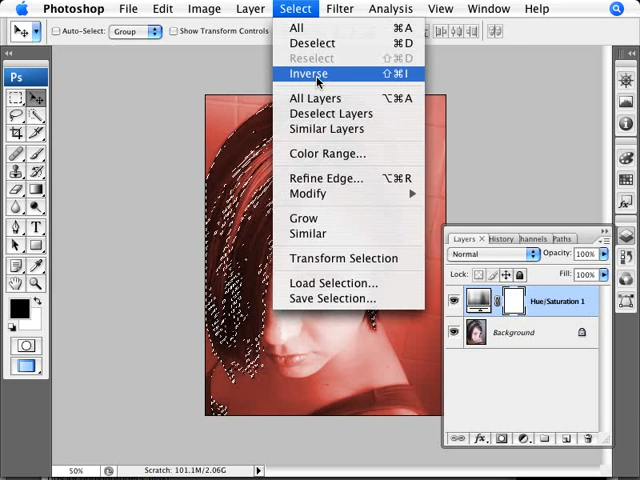 Photoshop File Edit Image Layer Select Filter Analysis View Window Help
Auto-Select: Group Show Transform Controls
All ⌘A
Deselect ⌘D
Reselect ⇧⌘D
Inverse ⇧⌘I
All Layers ⌥⌘A
Deselect Layers
Similar Layers
Color Range...
Refine Edge... ⌥⌘R
Modify
Grow
Similar
Transform Selection
Load Selection...
Save Selection...
Ps
T
Layers × History hannels Paths
Normal Opacity: 100%
Lock: Fill: 100%
Hue/Saturation 1
Background
fx.
50% Scratch: 101.1M/2.06G